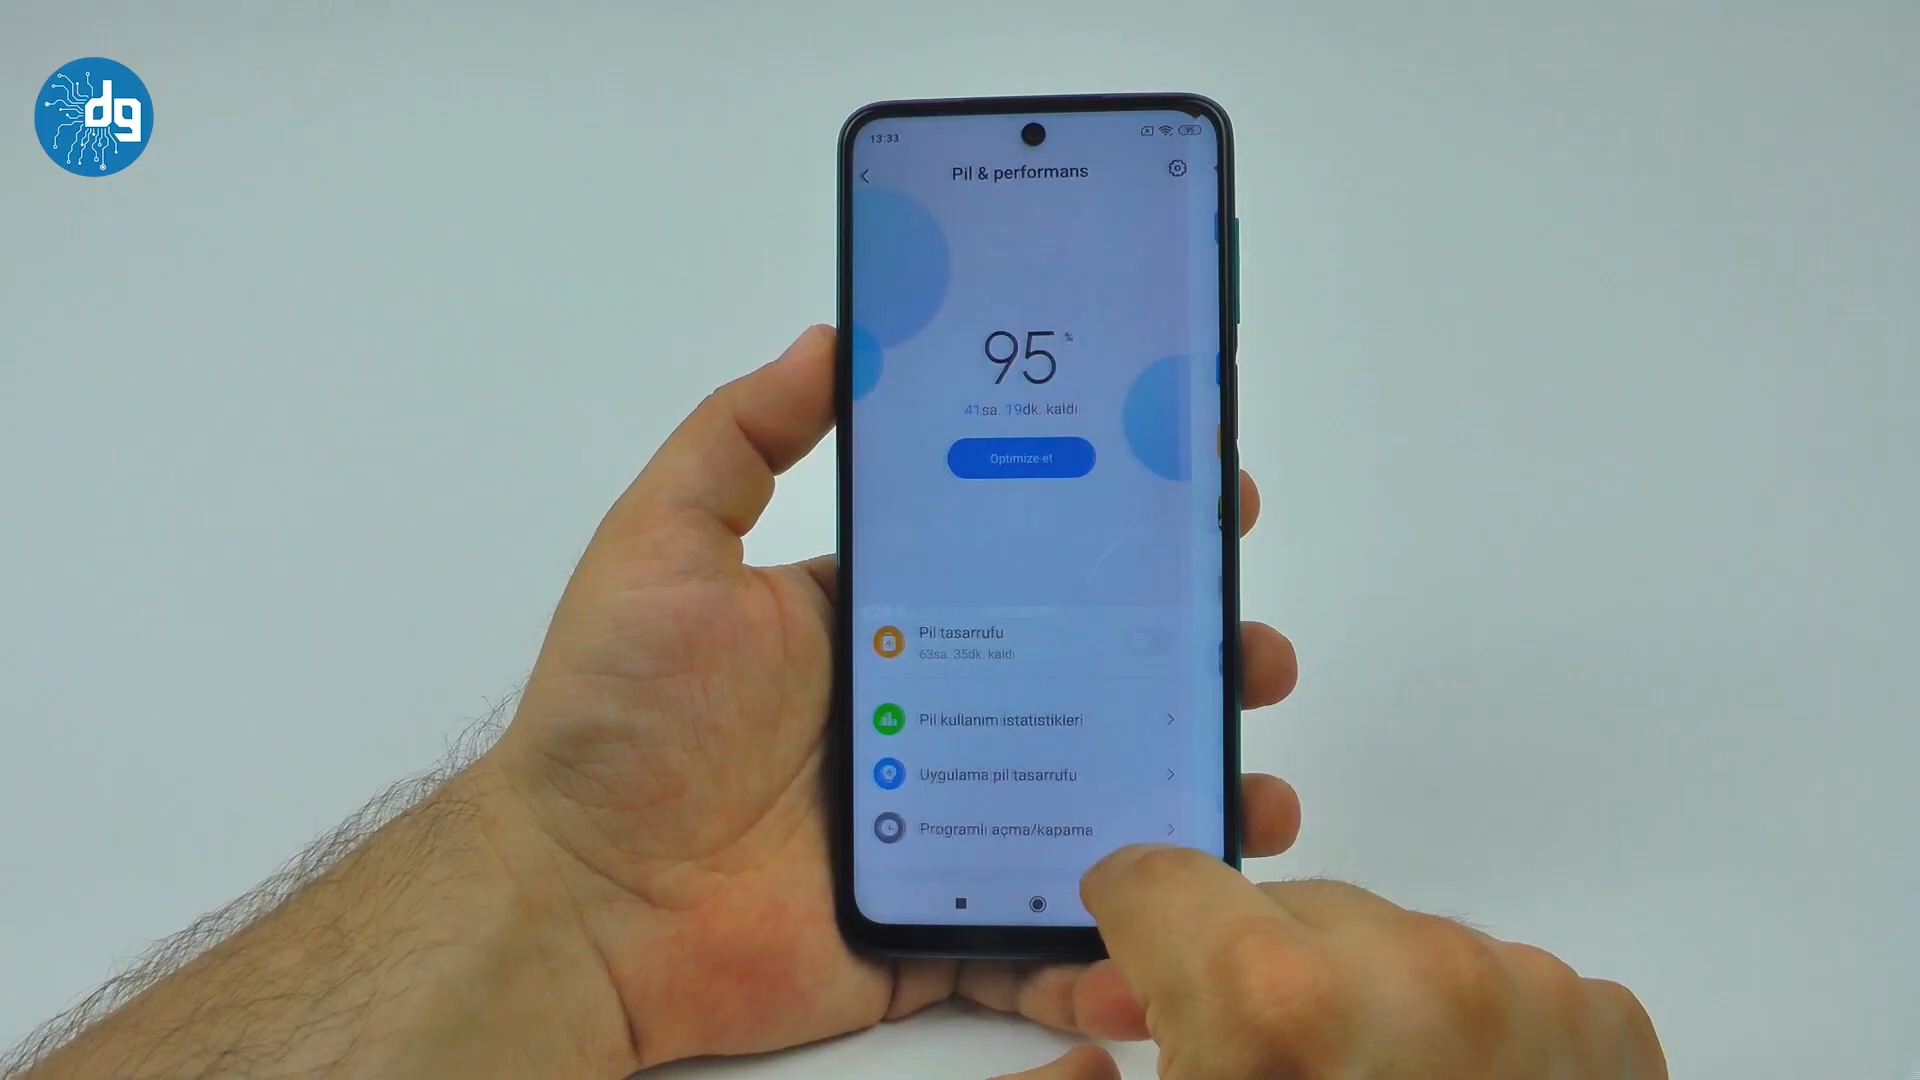 dg
13:33
95
Pil & performans
95%
41sa. 19dk. kaldı
Optimize et
Pil tasarrufu
63sa. 35dk. kaldı
Pil kullanım istatistikleri
Uygulama pil tasarrufu
Programlı açma/kapama